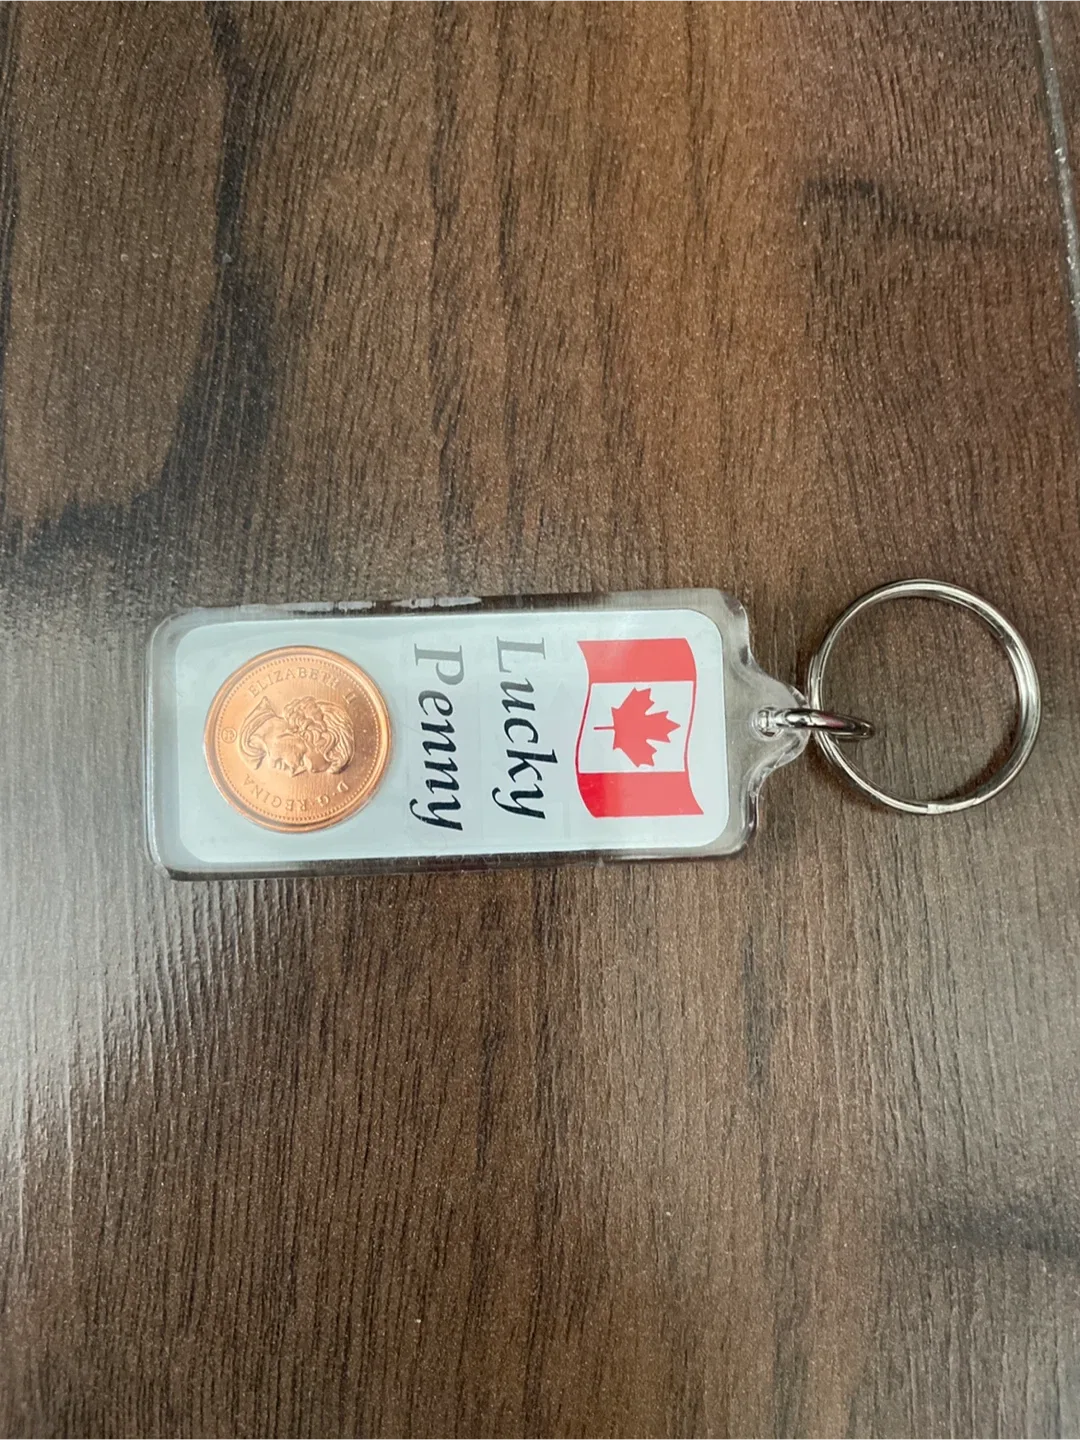 Lucky
Penny
ELIZABETH II
D·G·REGINA